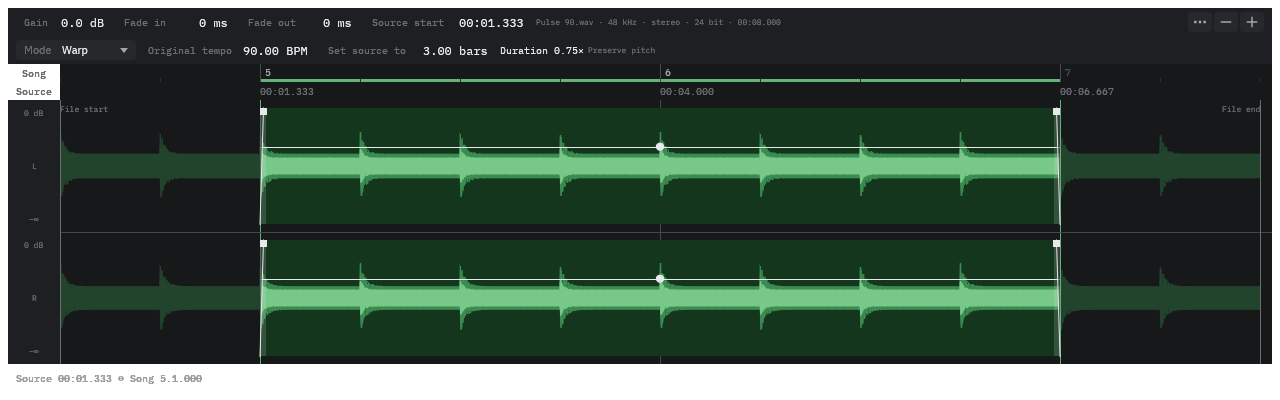 Gain 0.0 dB Fade in 0 ms Fade out 0 ms Source start 00:01.333 Pulse 90.wav · 48 kHz · stereo · 24 bit · 00:08.000
Mode Warp Original tempo 90.00 BPM Set source to 3.00 bars Duration 0.75× Preserve pitch
Song 5 6 7
Source 00:01.333 00:04.000 00:06.667
0 dB File start File end
L
-∞
0 dB
R
-∞
Source 00:01.333 ⊖ Song 5.1.000